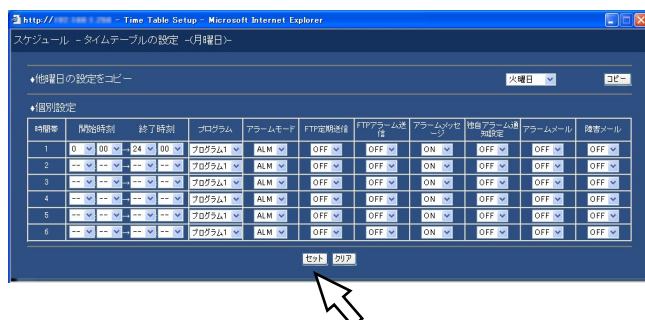 http:// - Time Table Setup - Microsoft Internet Explorer
スケジュール － タイムテーブルの設定 -(月曜日)-
♦他曜日の設定をコピー 火曜日 コピー
♦個別設定
時間帯 開始時刻 終了時刻 プログラム アラームモード FTP定期送信 FTPアラーム送信 アラームメッセージ 独自アラーム通知設定 アラームメール 障害メール
1 0 00 → 24 00 プログラム1 ALM OFF OFF ON OFF OFF OFF
2 -- -- → -- -- プログラム1 ALM OFF OFF ON OFF OFF OFF
3 -- -- → -- -- プログラム1 ALM OFF OFF ON OFF OFF OFF
4 -- -- → -- -- プログラム1 ALM OFF OFF ON OFF OFF OFF
5 -- -- → -- -- プログラム1 ALM OFF OFF ON OFF OFF OFF
6 -- -- → -- -- プログラム1 ALM OFF OFF ON OFF OFF OFF
セット クリア